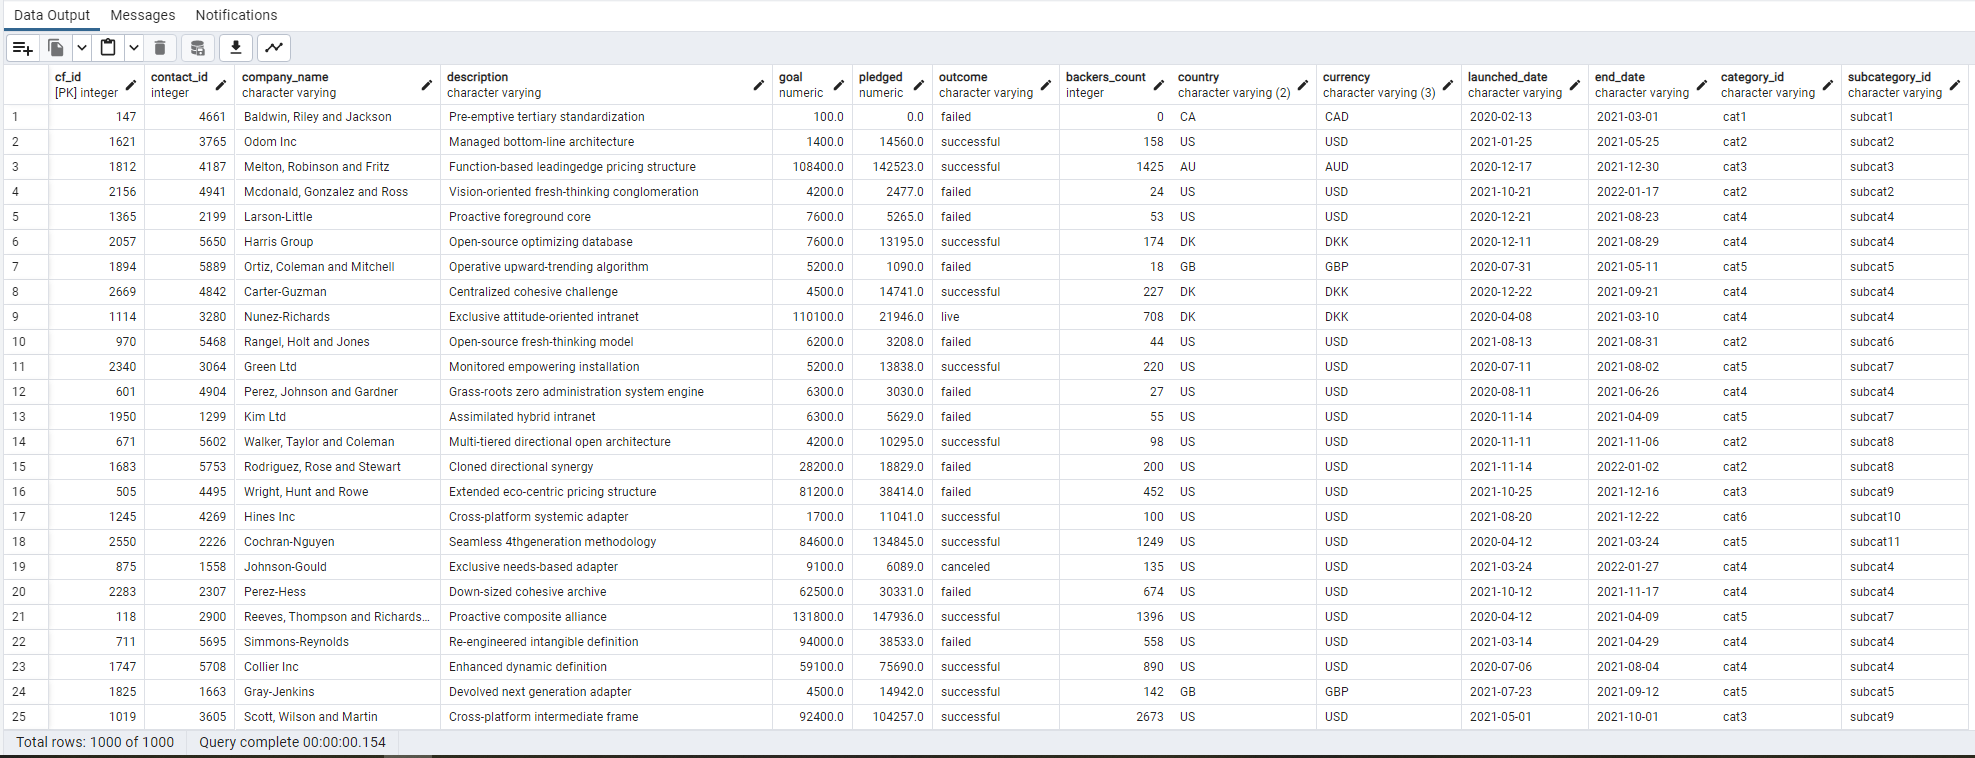 Data Output Messages Notifications
cf_id contact_id company_name description goal pledged outcome backers_count country currency launched_date end_date category_id subcategory_id
[PK] integer integer character varying character varying numeric numeric character varying integer character varying (2) character varying (3) character varying character varying character varying character varying
1 147 4661 Baldwin, Riley and Jackson Pre-emptive tertiary standardization 100.0 0.0 failed 0 CA CAD 2020-02-13 2021-03-01 cat1 subcat1
2 1621 3765 Odom Inc Managed bottom-line architecture 1400.0 14560.0 successful 158 US USD 2021-01-25 2021-05-25 cat2 subcat2
3 1812 4187 Melton, Robinson and Fritz Function-based leadingedge pricing structure 108400.0 142523.0 successful 1425 AU AUD 2020-12-17 2021-12-30 cat3 subcat3
4 2156 4941 Mcdonald, Gonzalez and Ross Vision-oriented fresh-thinking conglomeration 4200.0 2477.0 failed 24 US USD 2021-10-21 2022-01-17 cat2 subcat2
5 1365 2199 Larson-Little Proactive foreground core 7600.0 5265.0 failed 53 US USD 2020-12-21 2021-08-23 cat4 subcat4
6 2057 5650 Harris Group Open-source optimizing database 7600.0 13195.0 successful 174 DK DKK 2020-12-11 2021-08-29 cat4 subcat4
7 1894 5889 Ortiz, Coleman and Mitchell Operative upward-trending algorithm 5200.0 1090.0 failed 18 GB GBP 2020-07-31 2021-05-11 cat5 subcat5
8 2669 4842 Carter-Guzman Centralized cohesive challenge 4500.0 14741.0 successful 227 DK DKK 2020-12-22 2021-09-21 cat4 subcat4
9 1114 3280 Nunez-Richards Exclusive attitude-oriented intranet 110100.0 21946.0 live 708 DK DKK 2020-04-08 2021-03-10 cat4 subcat4
10 970 5468 Rangel, Holt and Jones Open-source fresh-thinking model 6200.0 3208.0 failed 44 US USD 2021-08-13 2021-08-31 cat2 subcat6
11 2340 3064 Green Ltd Monitored empowering installation 5200.0 13838.0 successful 220 US USD 2020-07-11 2021-08-02 cat5 subcat7
12 601 4904 Perez, Johnson and Gardner Grass-roots zero administration system engine 6300.0 3030.0 failed 27 US USD 2020-08-11 2021-06-26 cat4 subcat4
13 1950 1299 Kim Ltd Assimilated hybrid intranet 6300.0 5629.0 failed 55 US USD 2020-11-14 2021-04-09 cat5 subcat7
14 671 5602 Walker, Taylor and Coleman Multi-tiered directional open architecture 4200.0 10295.0 successful 98 US USD 2020-11-11 2021-11-06 cat2 subcat8
15 1683 5753 Rodriguez, Rose and Stewart Cloned directional synergy 28200.0 18829.0 failed 200 US USD 2021-11-14 2022-01-02 cat2 subcat8
16 505 4495 Wright, Hunt and Rowe Extended eco-centric pricing structure 81200.0 38414.0 failed 452 US USD 2021-10-25 2021-12-16 cat3 subcat9
17 1245 4269 Hines Inc Cross-platform systemic adapter 1700.0 11041.0 successful 100 US USD 2021-08-20 2021-12-22 cat6 subcat10
18 2550 2226 Cochran-Nguyen Seamless 4thgeneration methodology 84600.0 134845.0 successful 1249 US USD 2020-04-12 2021-03-24 cat5 subcat11
19 875 1558 Johnson-Gould Exclusive needs-based adapter 9100.0 6089.0 canceled 135 US USD 2021-03-24 2022-01-27 cat4 subcat4
20 2283 2307 Perez-Hess Down-sized cohesive archive 62500.0 30331.0 failed 674 US USD 2021-10-12 2021-11-17 cat4 subcat4
21 118 2900 Reeves, Thompson and Richards... Proactive composite alliance 131800.0 147936.0 successful 1396 US USD 2020-04-12 2021-04-09 cat5 subcat7
22 711 5695 Simmons-Reynolds Re-engineered intangible definition 94000.0 38533.0 failed 558 US USD 2021-03-14 2021-04-29 cat4 subcat4
23 1747 5708 Collier Inc Enhanced dynamic definition 59100.0 75690.0 successful 890 US USD 2020-07-06 2021-08-04 cat4 subcat4
24 1825 1663 Gray-Jenkins Devolved next generation adapter 4500.0 14942.0 successful 142 GB GBP 2021-07-23 2021-09-12 cat5 subcat5
25 1019 3605 Scott, Wilson and Martin Cross-platform intermediate frame 92400.0 104257.0 successful 2673 US USD 2021-05-01 2021-10-01 cat3 subcat9
Total rows: 1000 of 1000 Query complete 00:00:00.154